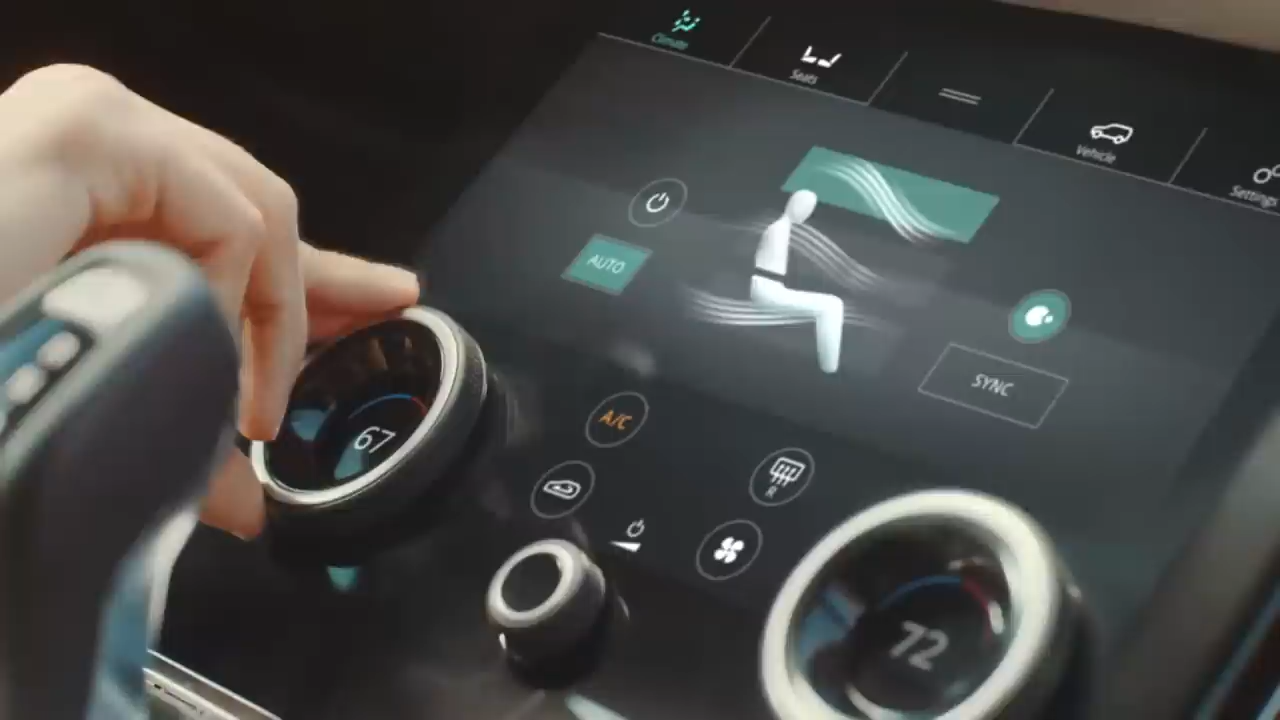 Climate
Seats
Vehicle
Settings
AUTO
SYNC
A/C
67
R
72